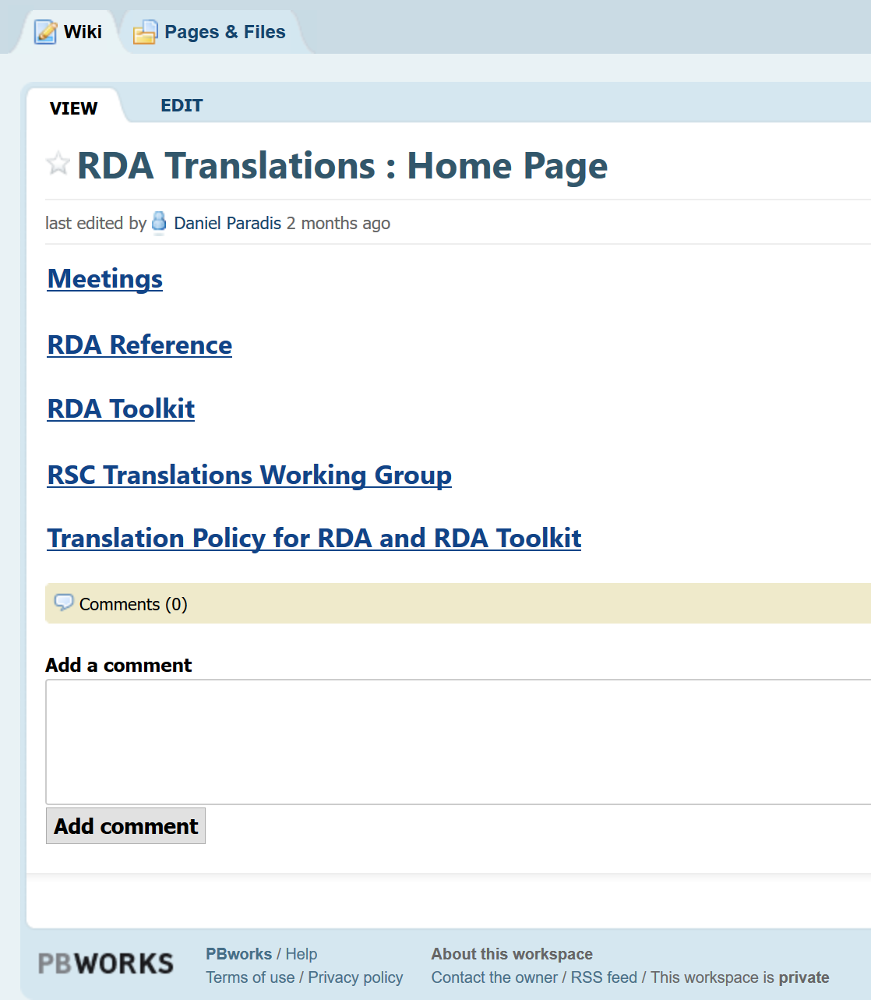 Wiki
Pages & Files
VIEW
EDIT
RDA Translations : Home Page
last edited by Daniel Paradis 2 months ago
Meetings
RDA Reference
RDA Toolkit
RSC Translations Working Group
Translation Policy for RDA and RDA Toolkit
Comments (0)
Add a comment
Add comment
PBWORKS
PBworks / Help
Terms of use / Privacy policy
About this workspace
Contact the owner / RSS feed / This workspace is private